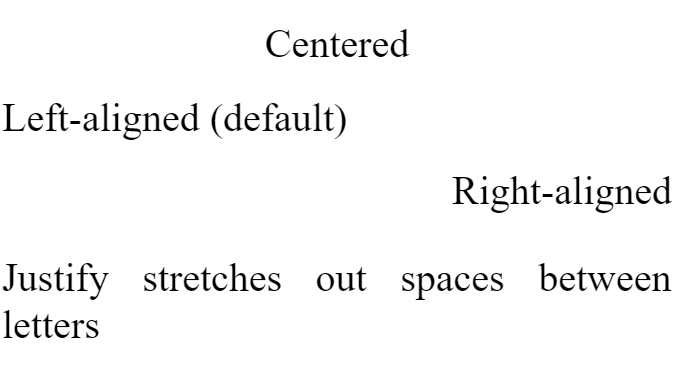 Centered
Left-aligned (default)
Right-aligned
Justify stretches out spaces between
letters